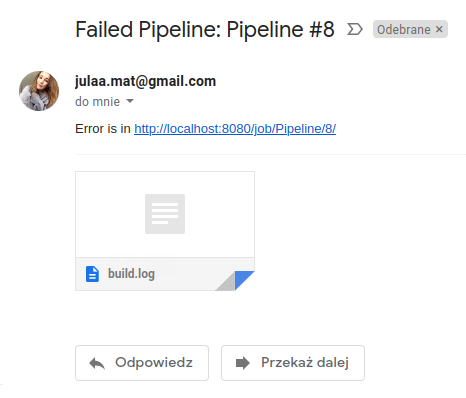 Failed Pipeline: Pipeline #8 Odebrane ×
julaa.mat@gmail.com
do mnie
Error is in http://localhost:8080/job/Pipeline/8/
build.log
Odpowiedz Przekaż dalej